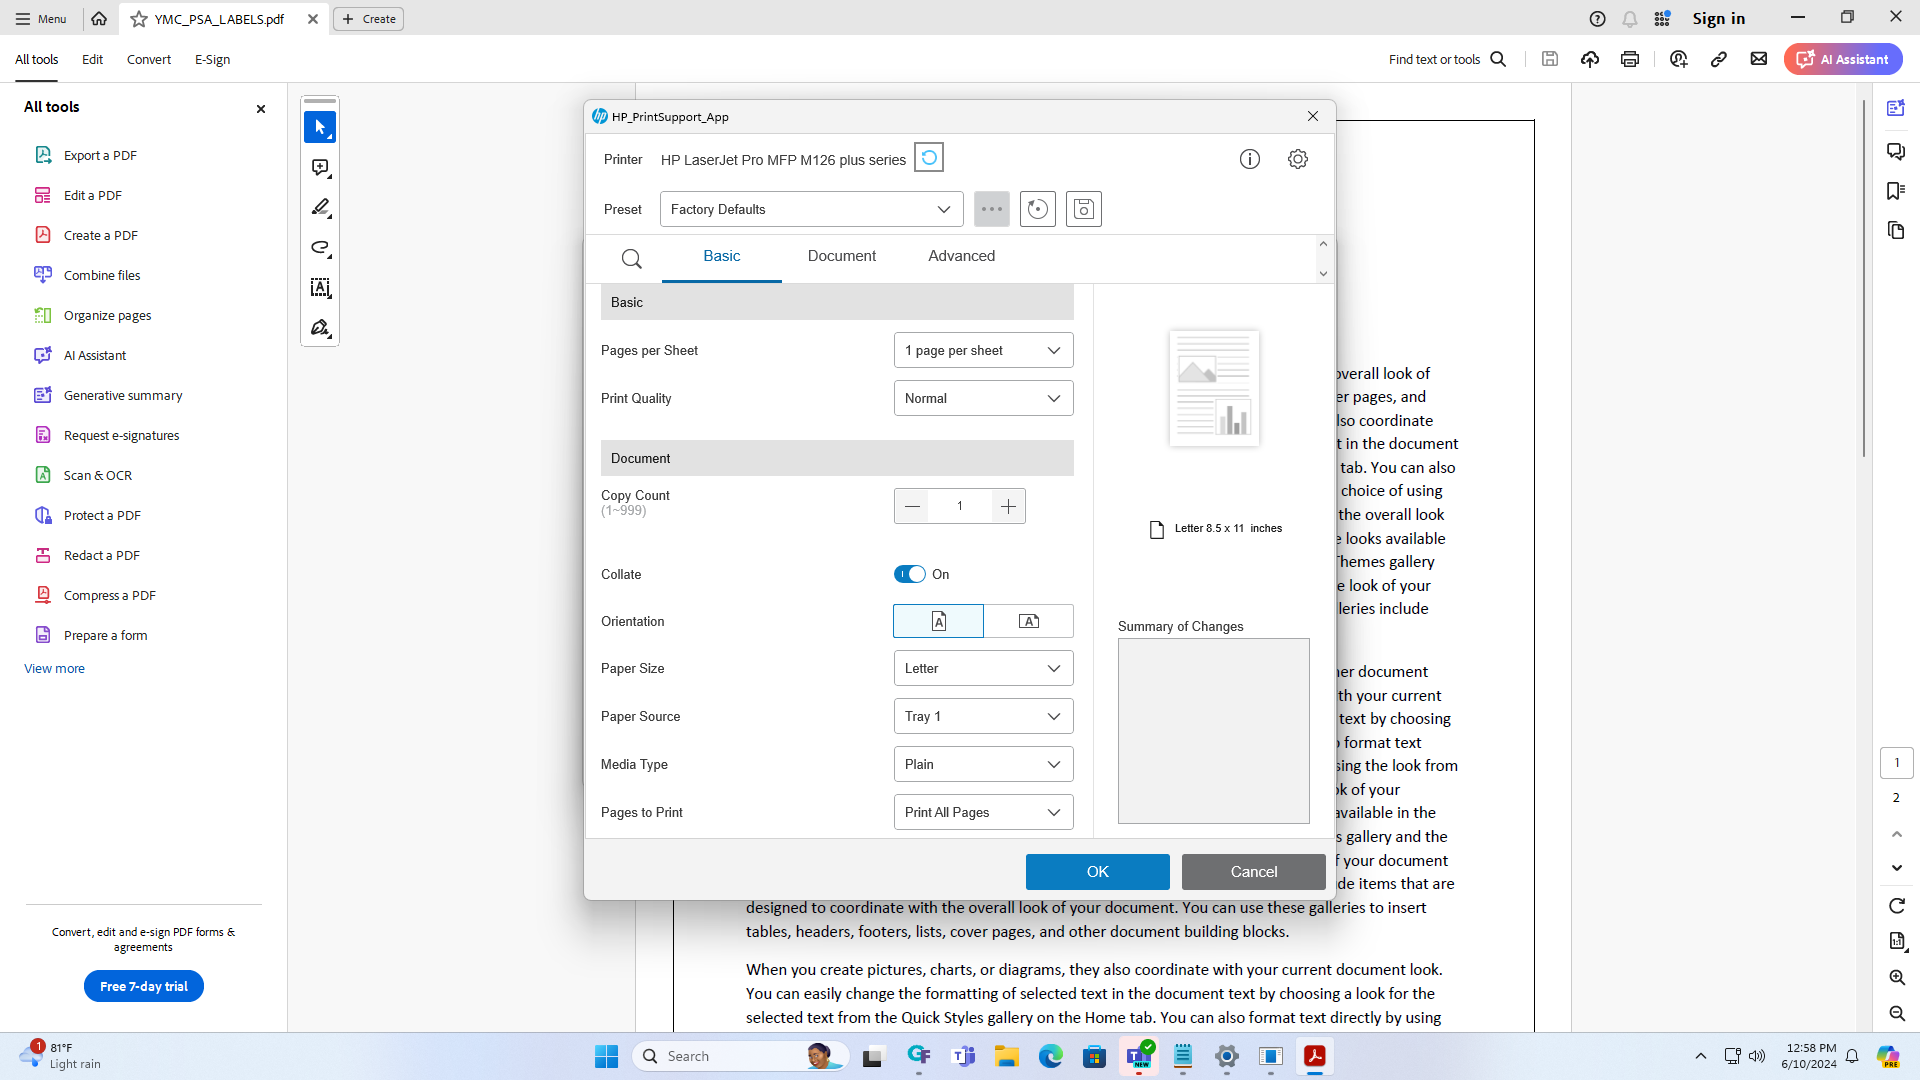 Menu
YMC_PSA_LABELS.pdf
Create
Sign in
All tools
Edit
Convert
E-Sign
Find text or tools
AI Assistant
All tools
Export a PDF
Edit a PDF
Create a PDF
Combine files
Organize pages
AI Assistant
Generative summary
Request e-signatures
Scan & OCR
Protect a PDF
Redact a PDF
Compress a PDF
Prepare a form
View more
Convert, edit and e-sign PDF forms &
agreements
Free 7-day trial
HP_PrintSupport_App
Printer
HP LaserJet Pro MFP M126 plus series
Preset
Factory Defaults
Basic
Document
Advanced
Basic
Pages per Sheet
1 page per sheet
Print Quality
Normal
Document
Copy Count
(1~999)
1
Collate
On
Orientation
Paper Size
Letter
Paper Source
Tray 1
Media Type
Plain
Pages to Print
Print All Pages
Letter 8.5 x 11 inches
Summary of Changes
OK
Cancel
overall look of
er pages, and
lso coordinate
t in the document
tab. You can also
choice of using
the overall look
e looks available
Themes gallery
e look of your
lleries include
her document
th your current
text by choosing
o format text
sing the look from
ok of your
available in the
s gallery and the
f your document
de items that are
designed to coordinate with the overall look of your document. You can use these galleries to insert
tables, headers, footers, lists, cover pages, and other document building blocks.
When you create pictures, charts, or diagrams, they also coordinate with your current document look.
You can easily change the formatting of selected text in the document text by choosing a look for the
selected text from the Quick Styles gallery on the Home tab. You can also format text directly by using
1
2
1
81°F
Light rain
Search
NEW
12:58 PM
6/10/2024
PRE